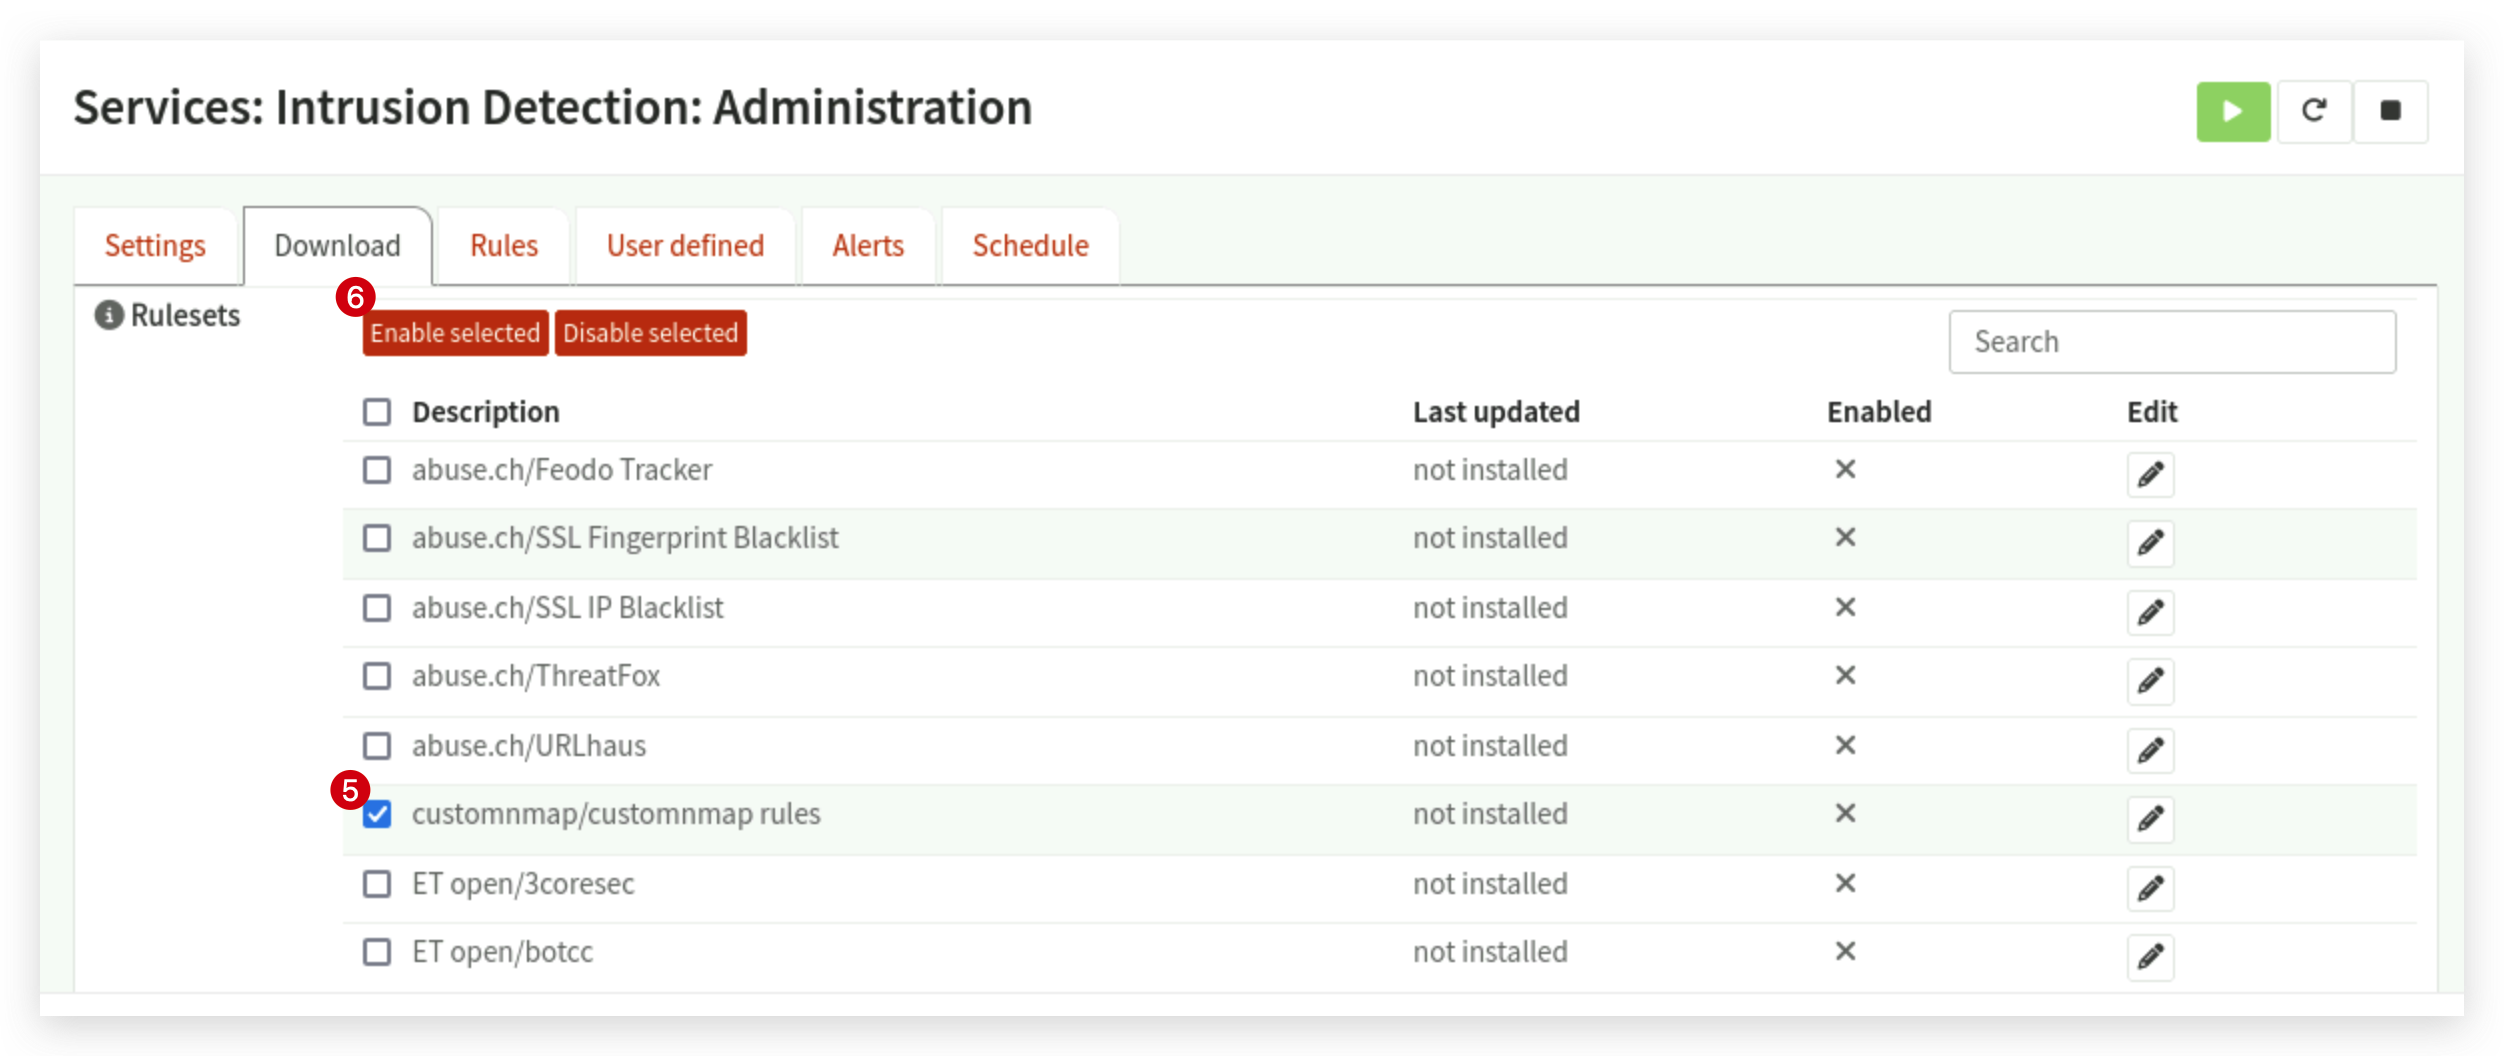 Services: Intrusion Detection: Administration
Settings Download Rules User defined Alerts Schedule
6
Rulesets Enable selected Disable selected Search
Description Last updated Enabled Edit
abuse.ch/Feodo Tracker not installed
abuse.ch/SSL Fingerprint Blacklist not installed
abuse.ch/SSL IP Blacklist not installed
abuse.ch/ThreatFox not installed
abuse.ch/URLhaus not installed
5
customnmap/customnmap rules not installed
ET open/3coresec not installed
ET open/botcc not installed